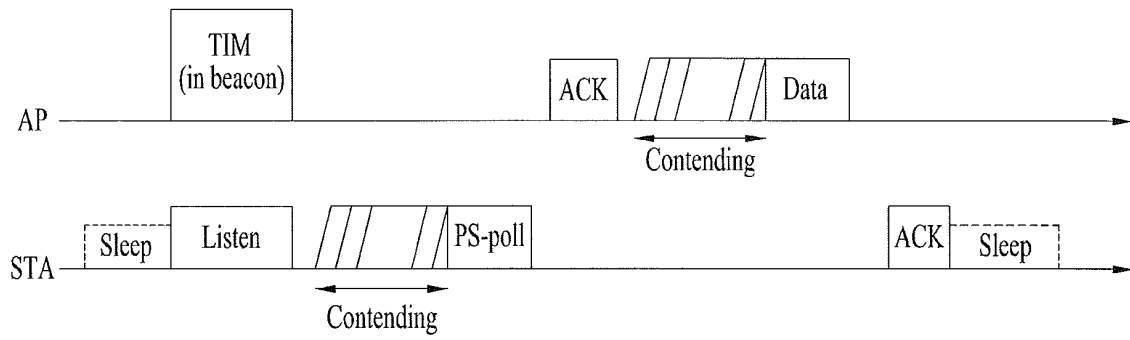 TIM
(in beacon)
ACK
Data
AP
Contending
Sleep
Listen
PS-poll
ACK
Sleep
STA
Contending